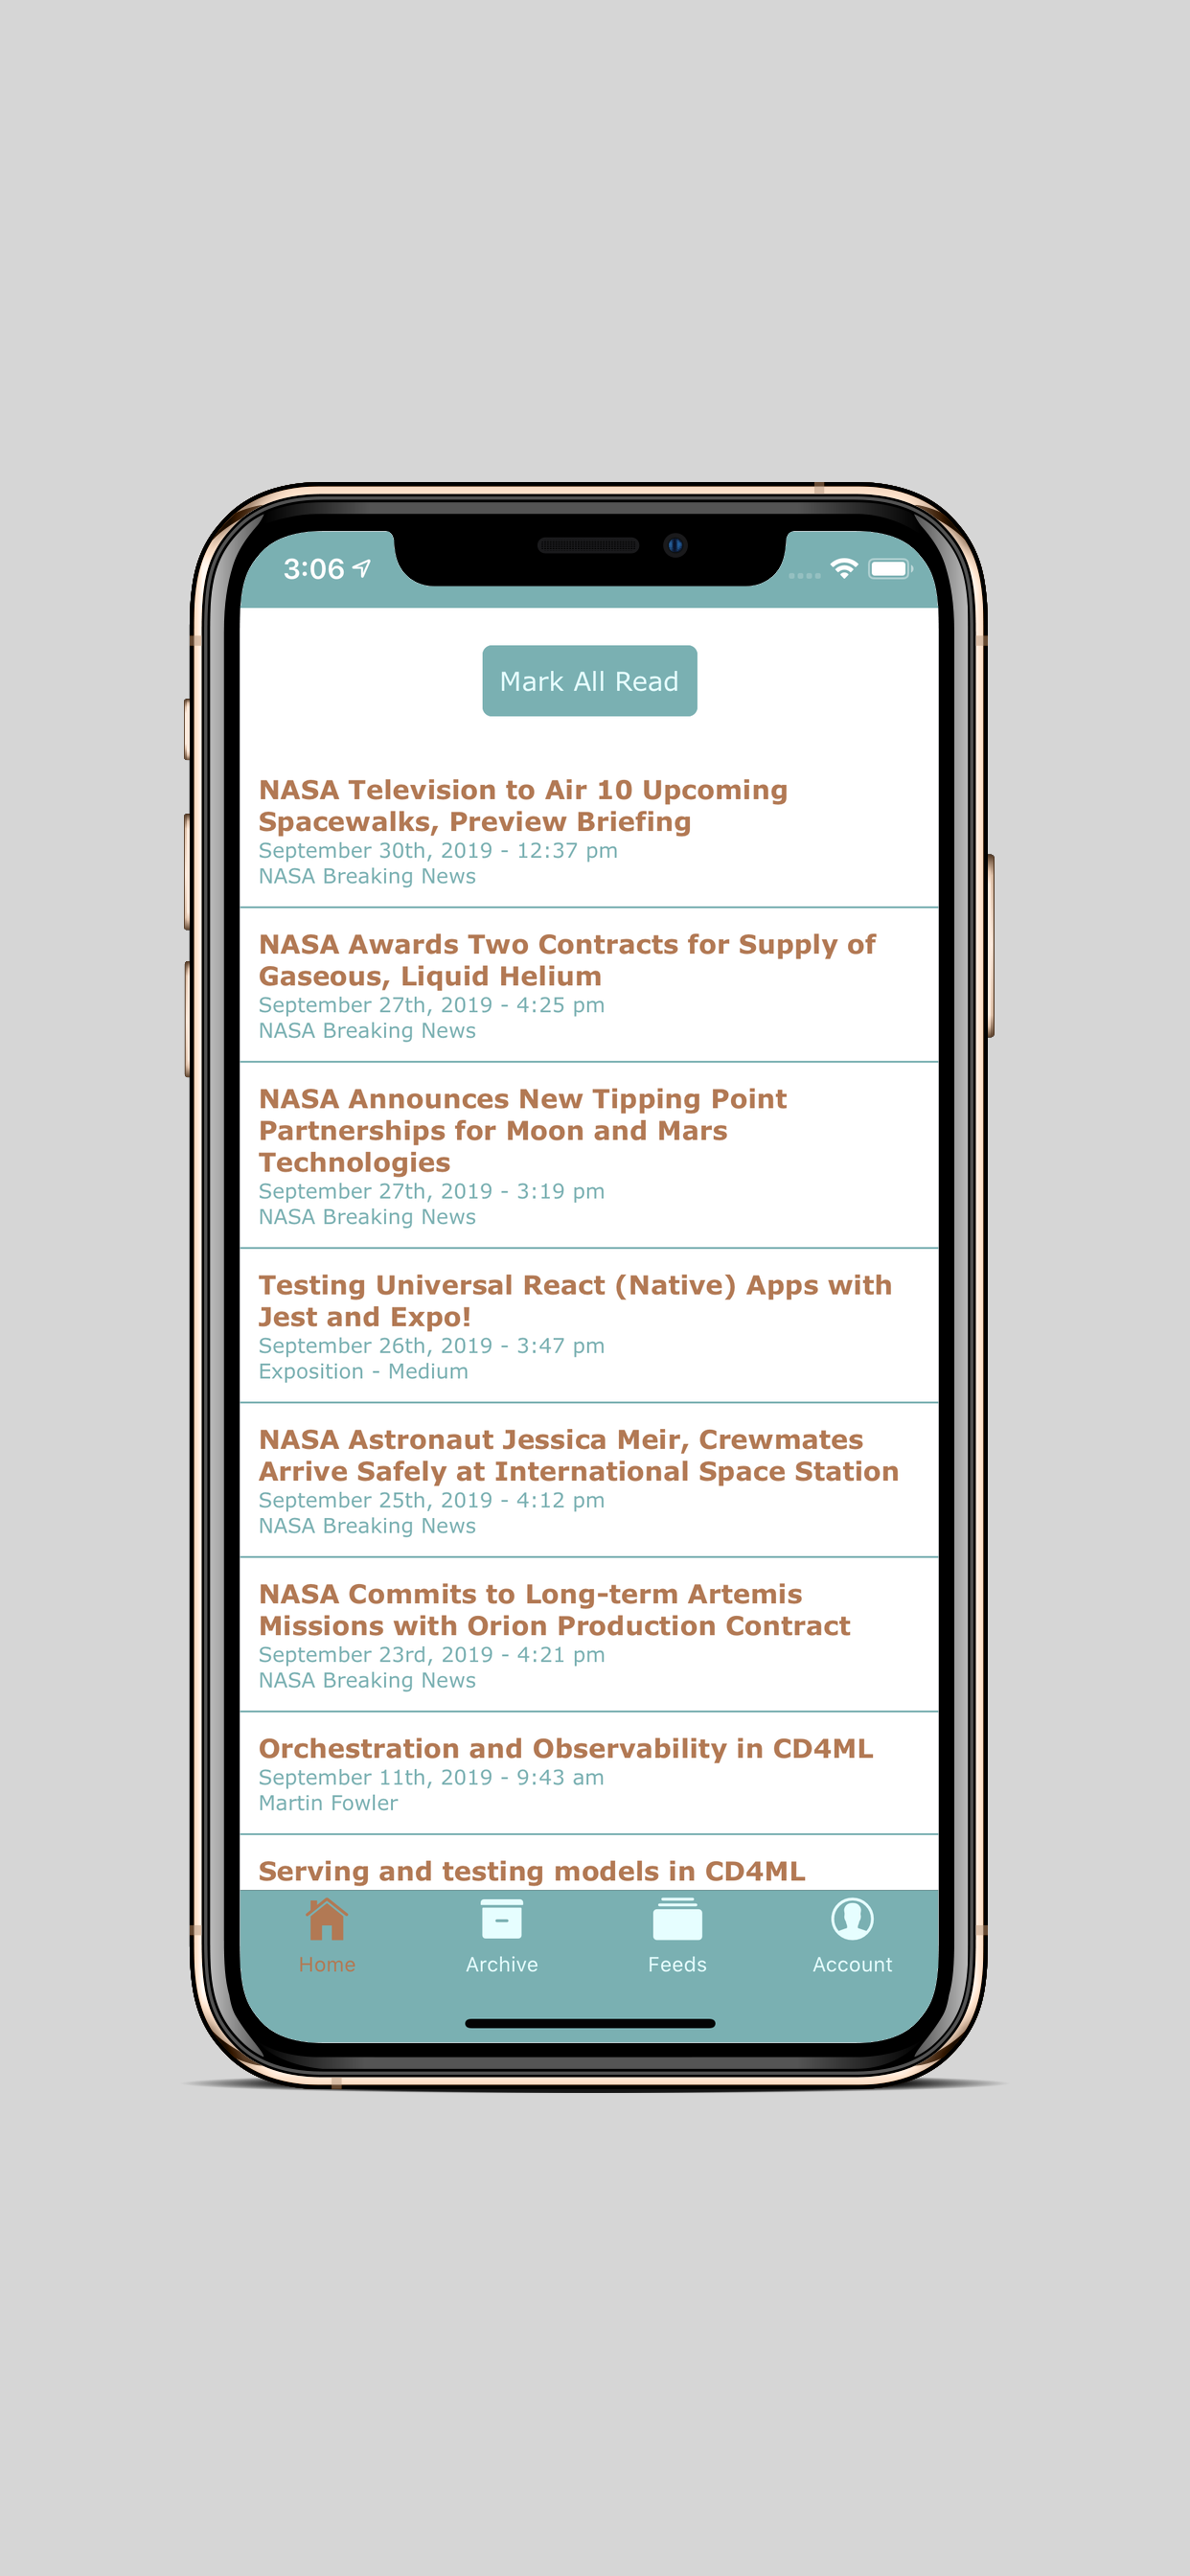 3:06
Mark All Read
NASA Television to Air 10 Upcoming
Spacewalks, Preview Briefing
September 30th, 2019 - 12:37 pm
NASA Breaking News
NASA Awards Two Contracts for Supply of
Gaseous, Liquid Helium
September 27th, 2019 - 4:25 pm
NASA Breaking News
NASA Announces New Tipping Point
Partnerships for Moon and Mars
Technologies
September 27th, 2019 - 3:19 pm
NASA Breaking News
Testing Universal React (Native) Apps with
Jest and Expo!
September 26th, 2019 - 3:47 pm
Exposition - Medium
NASA Astronaut Jessica Meir, Crewmates
Arrive Safely at International Space Station
September 25th, 2019 - 4:12 pm
NASA Breaking News
NASA Commits to Long-term Artemis
Missions with Orion Production Contract
September 23rd, 2019 - 4:21 pm
NASA Breaking News
Orchestration and Observability in CD4ML
September 11th, 2019 - 9:43 am
Martin Fowler
Serving and testing models in CD4ML
Home Archive Feeds Account